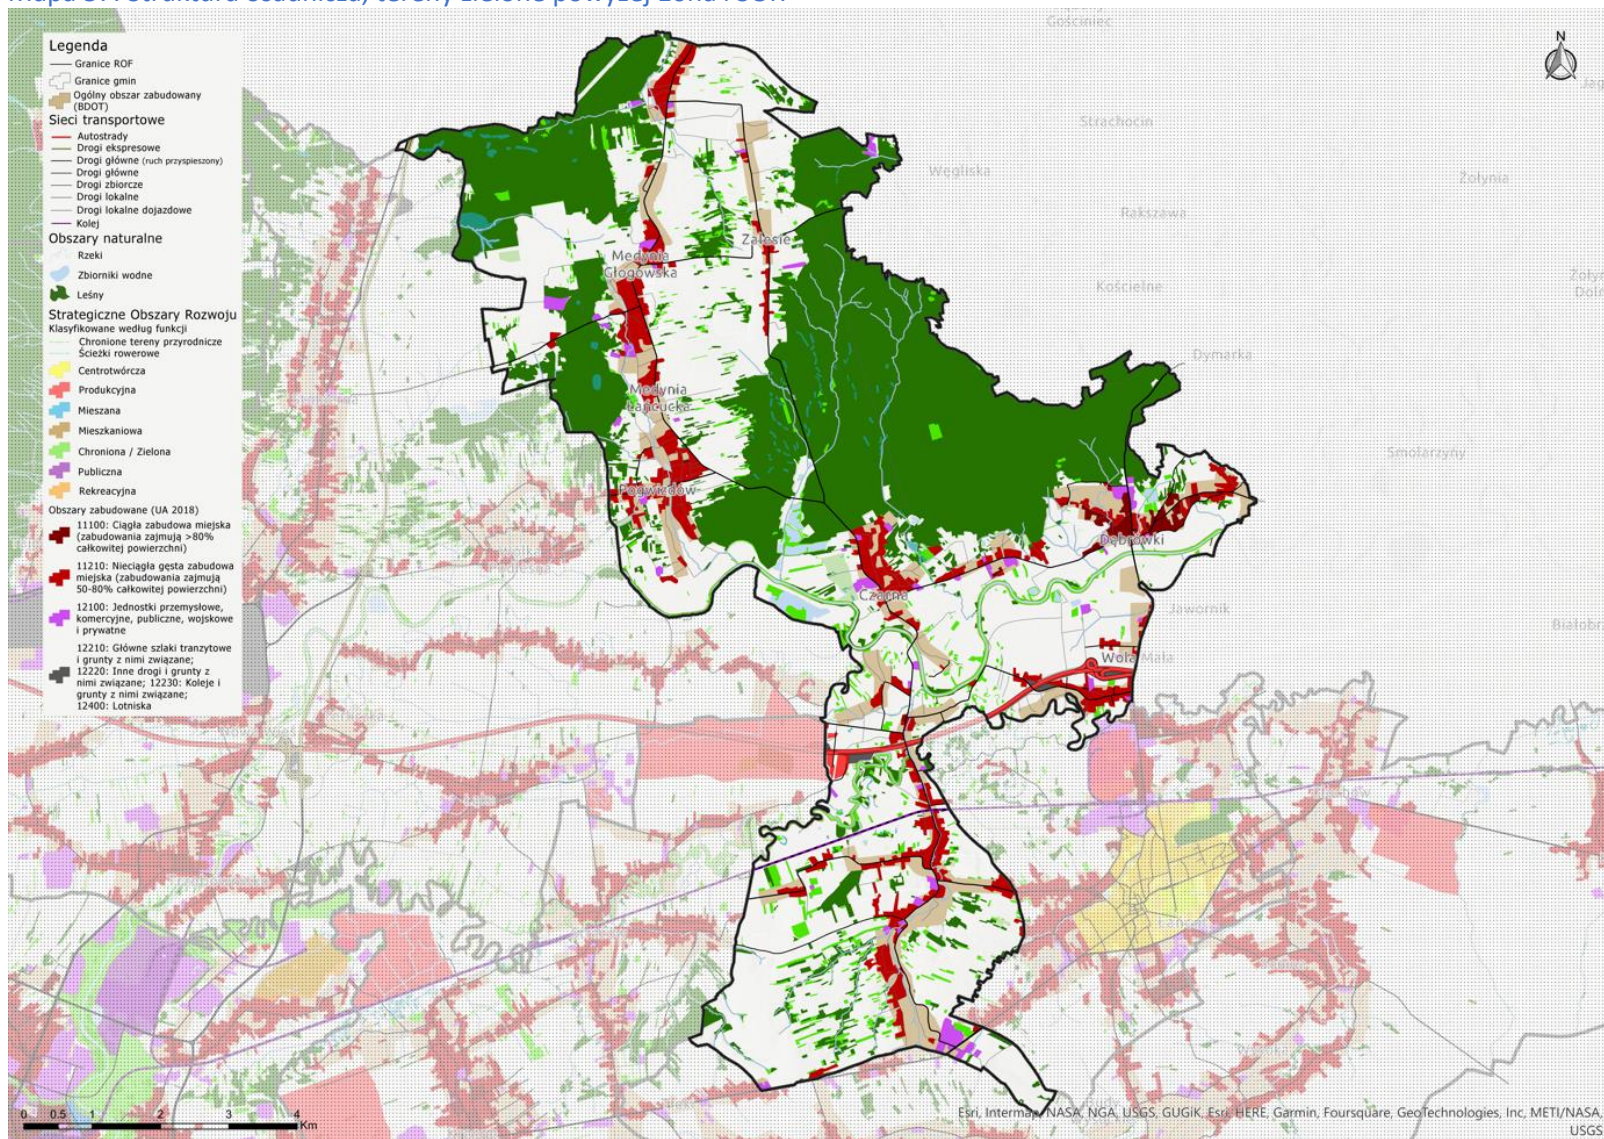 Gościniec
Legenda
Granice ROF
Granice gmin
Ogólny obszar zabudowany
(BDOT)
Sieci transportowe
Autostrady
Drogi ekspresowe
Drogi główne (ruch przyspieszony)
Drogi główne
Drogi zbiorcze
Drogi lokalne
Drogi lokalne dojazdowe
Kolej
Obszary naturalne
Rzeki
Zbiorniki wodne
Leśny
Strategiczne Obszary Rozwoju
Klasyfikowane według funkcji
Chronione tereny przyrodnicze
Ścieżki rowerowe
Centrotwórcza
Produkcyjna
Mieszana
Mieszkaniowa
Chroniona / Zielona
Publiczna
Rekreacyjna
Obszary zabudowane (UA 2018)
11100: Ciągła zabudowa miejska
(zabudowania zajmują >80%
całkowitej powierzchni)
11210: Nieciągła gęsta zabudowa
miejska (zabudowania zajmują
50-80% całkowitej powierzchni)
12100: Jednostki przemysłowe,
komercyjne, publiczne, wojskowe
i prywatne
12210: Główne szlaki tranzytowe
i grunty z nimi związane;
12220: Inne drogi i grunty z
nimi związane; 12230: Koleje i
grunty z nimi związane;
12400: Lotniska
N
Strachocin
Węgliska
Żołynia
Rakszawa
Zalesie
Medynia
Głogowska
Kościelne
Dymarka
Medynia
Łańcucka
Smolarzyny
Pogwizdów
Dębrówki
Czarna
Jawornik
Wola Mała
0 0.5 1 2 3 4
Km
Esri, Intermap, NASA, NGA, USGS, GUGiK, Esri, HERE, Garmin, Foursquare, GeoTechnologies, Inc, METI/NASA,
USGS